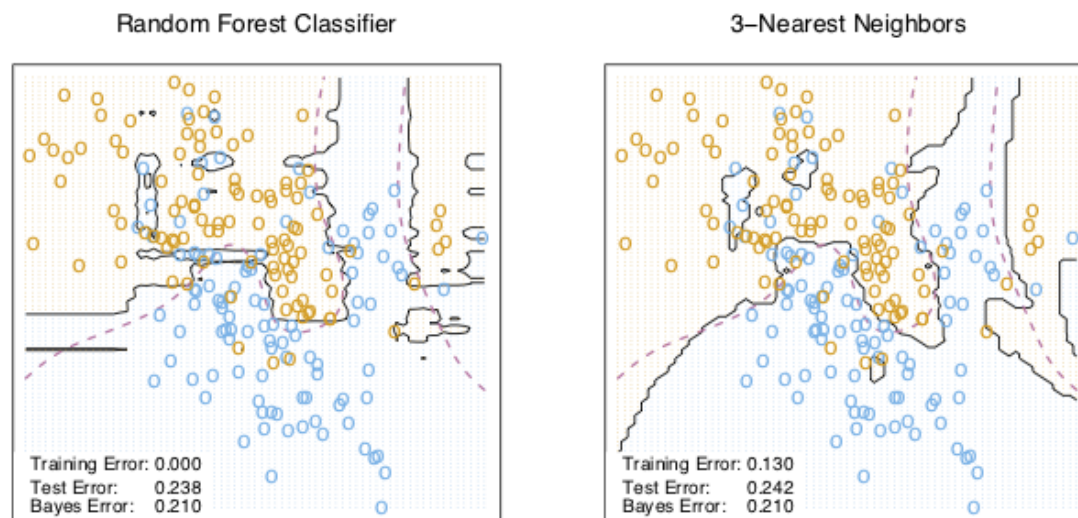 Random Forest Classifier
Training Error: 0.000
Test Error: 0.238
Bayes Error: 0.210
3–Nearest Neighbors
Training Error: 0.130
Test Error: 0.242
Bayes Error: 0.210